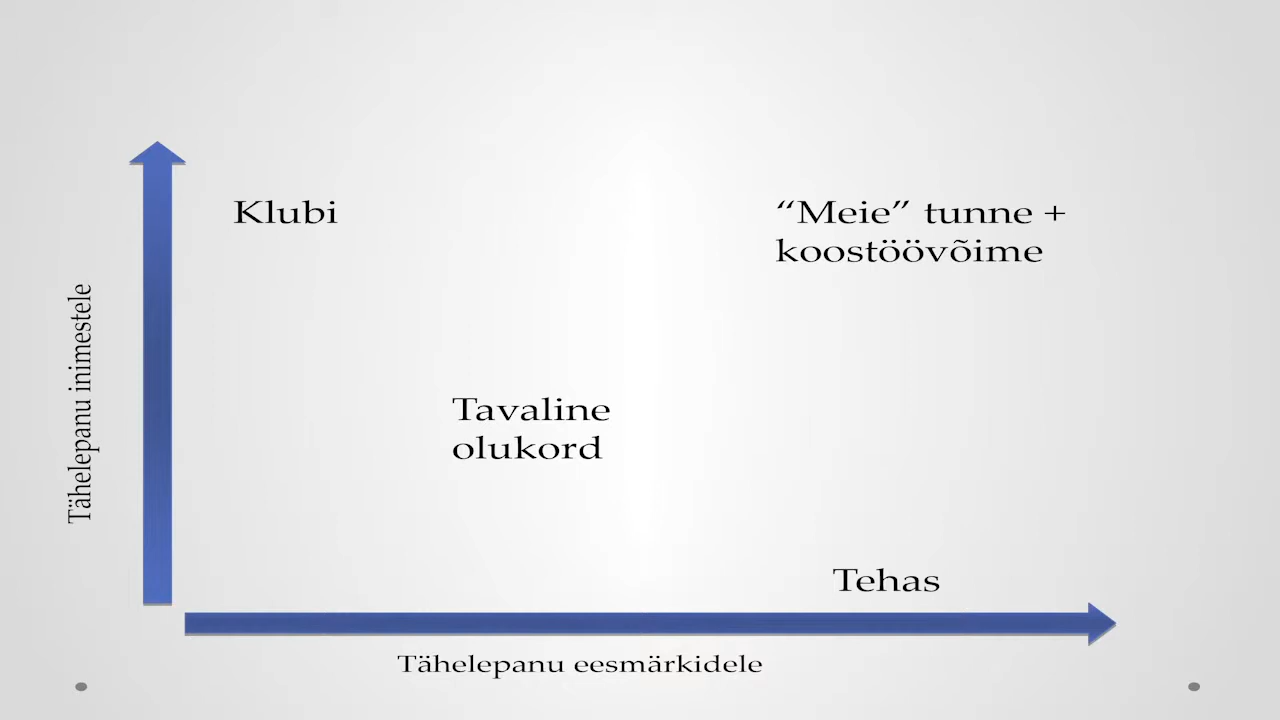 Klubi
“Meie” tunne +
koostöövõime
Tähelepanu inimestele
Tavaline
olukord
Tehas
Tähelepanu eesmärkidele